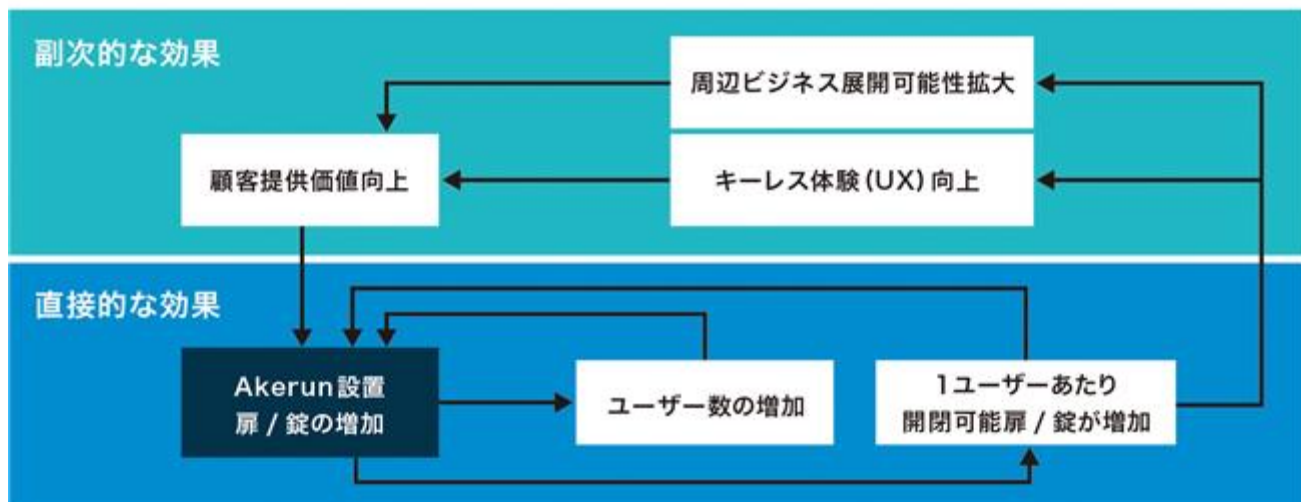 副次的な効果
周辺ビジネス展開可能性拡大
顧客提供価値向上
キーレス体験(UX)向上
直接的な効果
Akerun設置
扉/錠の増加
ユーザー数の増加
1ユーザーあたり
開閉可能扉/錠が増加